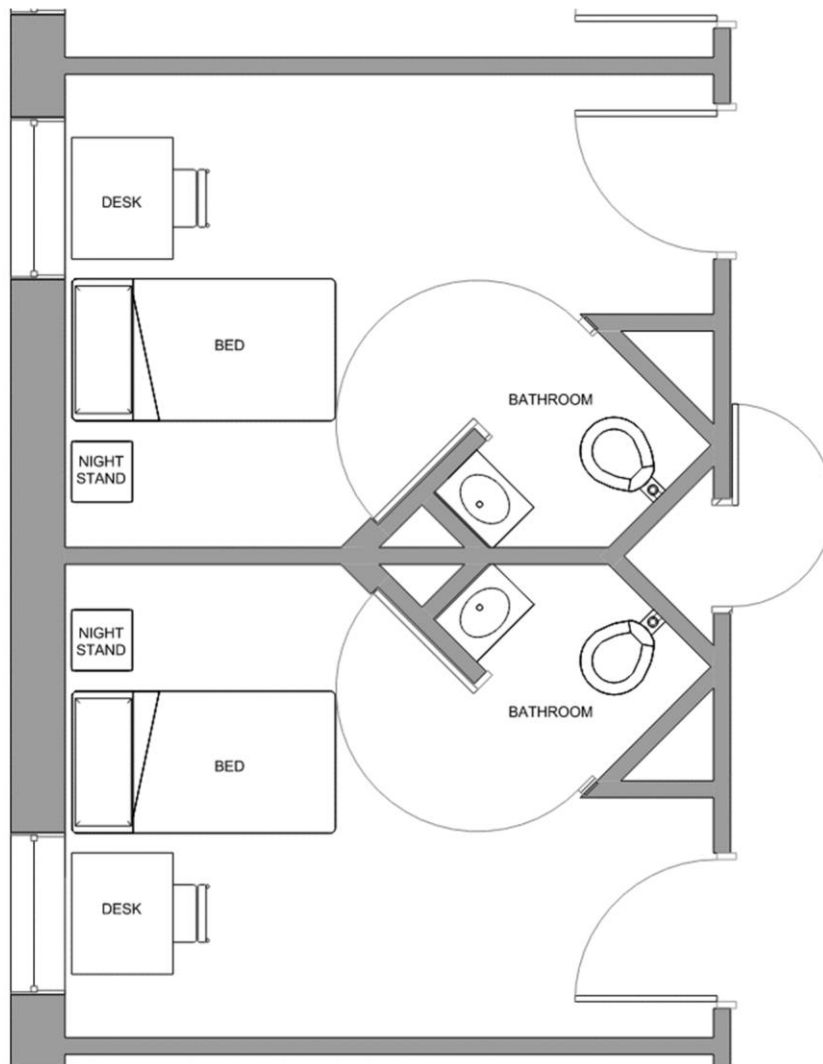 DESK
BED
BATHROOM
NIGHT
STAND
NIGHT
STAND
BATHROOM
BED
DESK